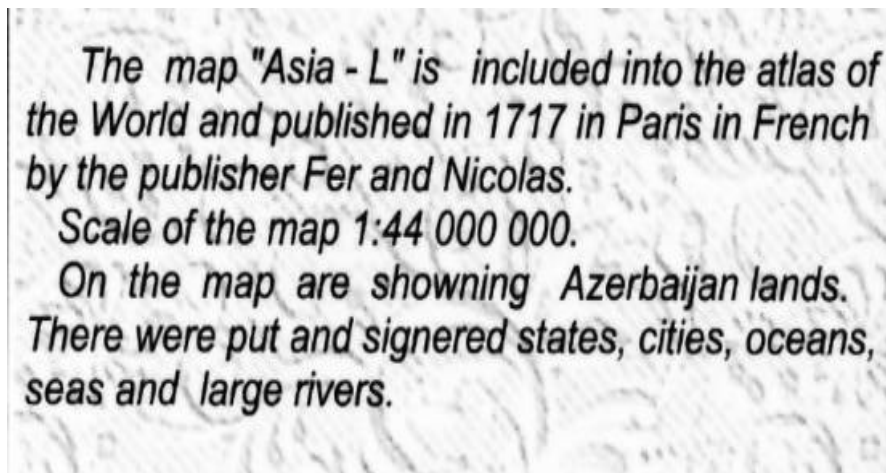 The map "Asia - L" is included into the atlas of
the World and published in 1717 in Paris in French
by the publisher Fer and Nicolas.
Scale of the map 1:44 000 000.
On the map are showning Azerbaijan lands.
There were put and signered states, cities, oceans,
seas and large rivers.